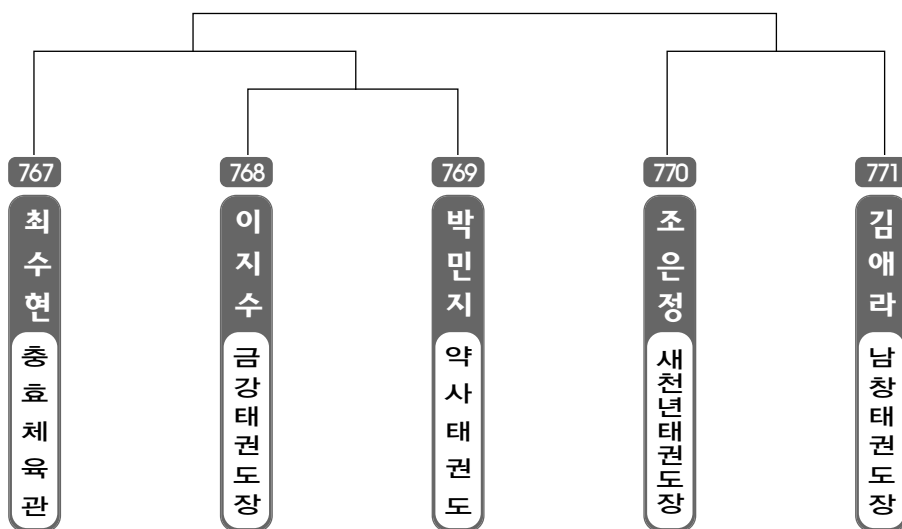 767
최수현
충효체육관
768
이지수
금강태권도장
769
박민지
약사태권도
770
조은정
새천년태권도장
771
김애라
남창태권도장